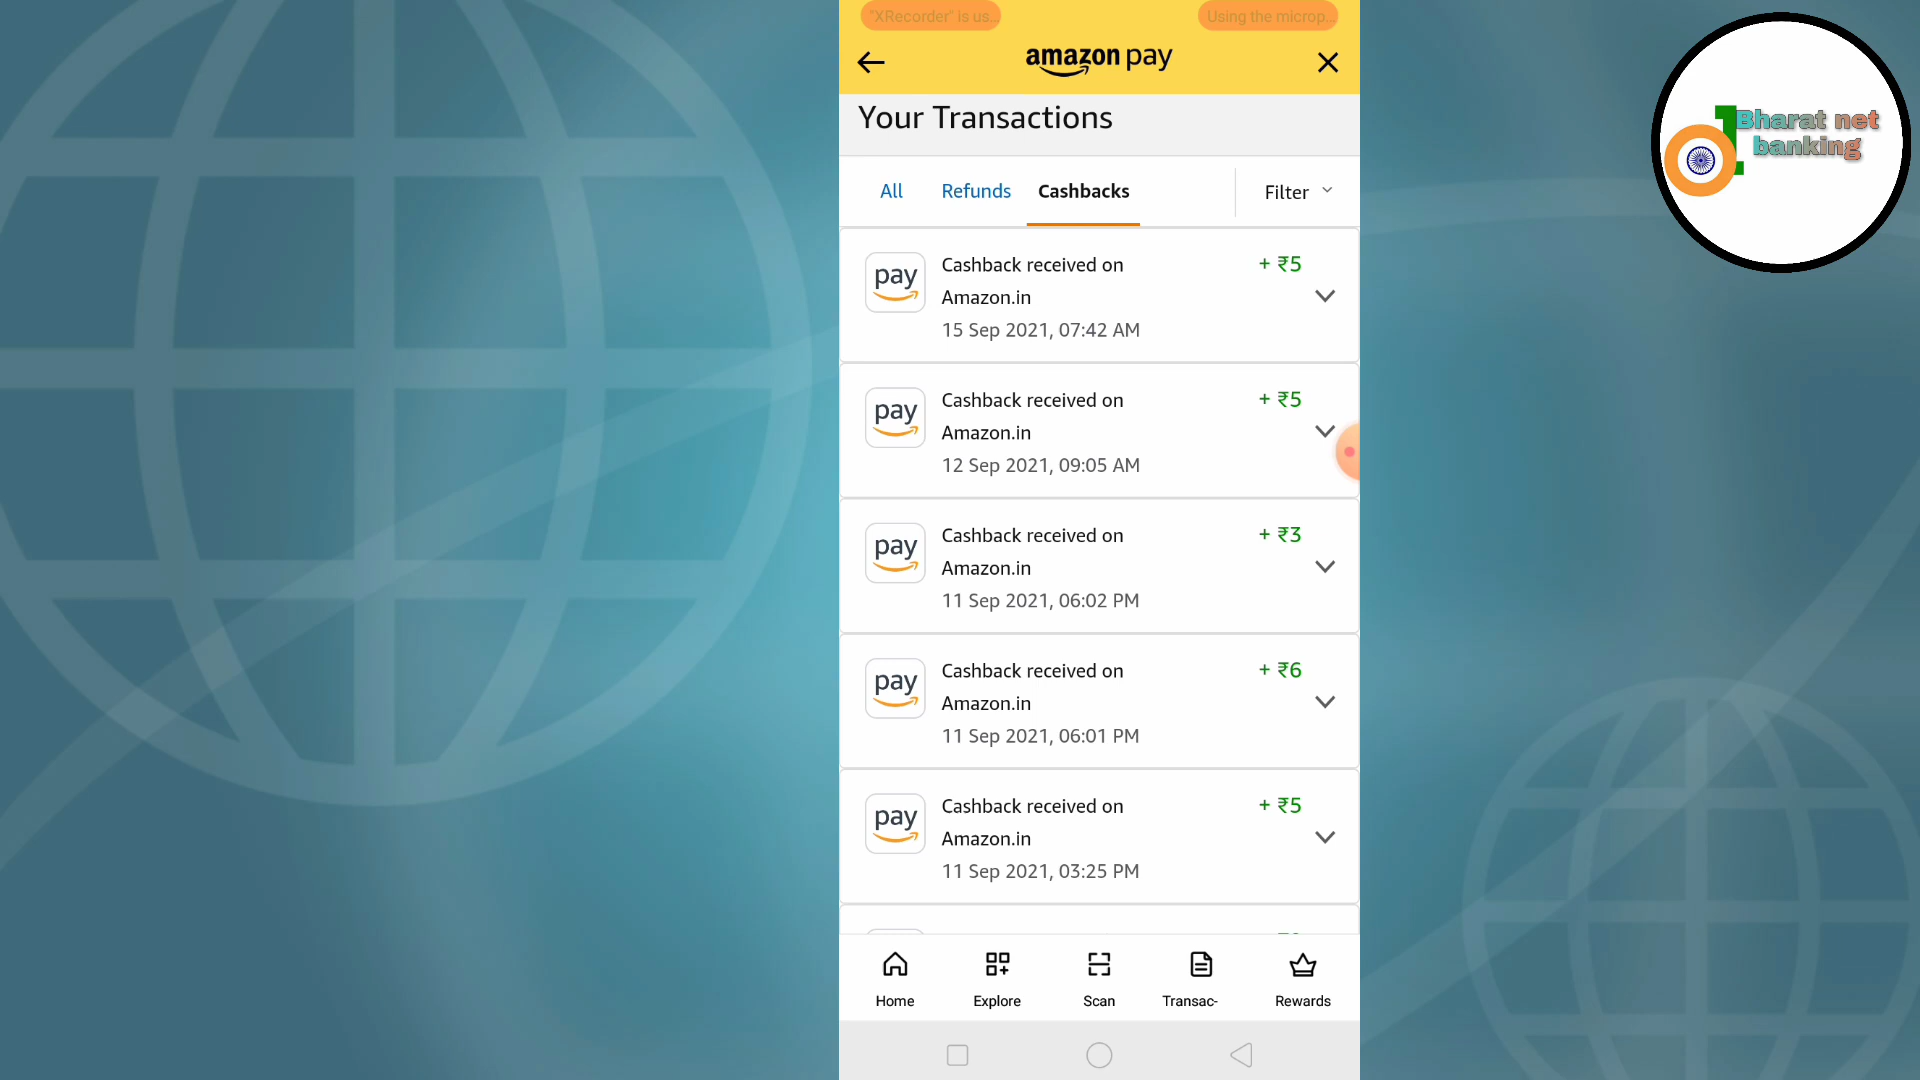 "XRecorder" is us...
Using the microp...
amazon pay
Your Transactions
All
Refunds
Cashbacks
Filter
pay
Cashback received on
Amazon.in
15 Sep 2021, 07:42 AM
+ ₹5
pay
Cashback received on
Amazon.in
12 Sep 2021, 09:05 AM
+ ₹5
pay
Cashback received on
Amazon.in
11 Sep 2021, 06:02 PM
+ ₹3
pay
Cashback received on
Amazon.in
11 Sep 2021, 06:01 PM
+ ₹6
pay
Cashback received on
Amazon.in
11 Sep 2021, 03:25 PM
+ ₹5
Home
Explore
Scan
Transac-
Rewards
1
Bharat net
banking